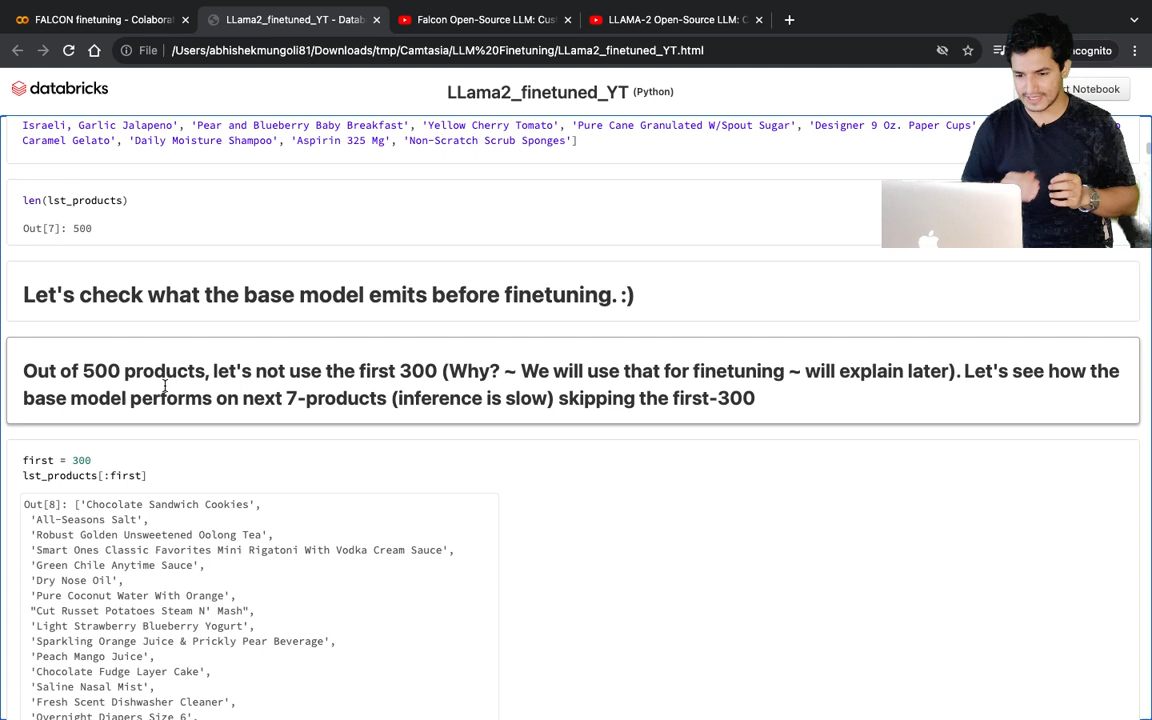 FALCON finetuning - Colaborat
LLama2_finetuned_YT - Datab
Falcon Open-Source LLM: Cus
LLAMA-2 Open-Source LLM: C
File
/Users/abhishekmungoli81/Downloads/tmp/Camtasia/LLM%20Finetuning/LLama2_finetuned_YT.html
cognito
databricks
LLama2_finetuned_YT (Python)
t Notebook
Israeli, Garlic Jalapeno', 'Pear and Blueberry Baby Breakfast', 'Yellow Cherry Tomato', 'Pure Cane Granulated W/Spout Sugar', 'Designer 9 Oz. Paper Cups'
Caramel Gelato', 'Daily Moisture Shampoo', 'Aspirin 325 Mg', 'Non-Scratch Scrub Sponges']
len(lst_products)
Out[7]: 500
Let's check what the base model emits before finetuning. :)
Out of 500 products, let's not use the first 300 (Why? ~ We will use that for finetuning ~ will explain later). Let's see how the
base model performs on next 7-products (inference is slow) skipping the first-300
first = 300
lst_products[:first]
Out[8]: ['Chocolate Sandwich Cookies',
'All-Seasons Salt',
'Robust Golden Unsweetened Oolong Tea',
'Smart Ones Classic Favorites Mini Rigatoni With Vodka Cream Sauce',
'Green Chile Anytime Sauce',
'Dry Nose Oil',
'Pure Coconut Water With Orange',
"Cut Russet Potatoes Steam N' Mash",
'Light Strawberry Blueberry Yogurt',
'Sparkling Orange Juice & Prickly Pear Beverage',
'Peach Mango Juice',
'Chocolate Fudge Layer Cake',
'Saline Nasal Mist',
'Fresh Scent Dishwasher Cleaner',
'Overnight Diapers Size 6',